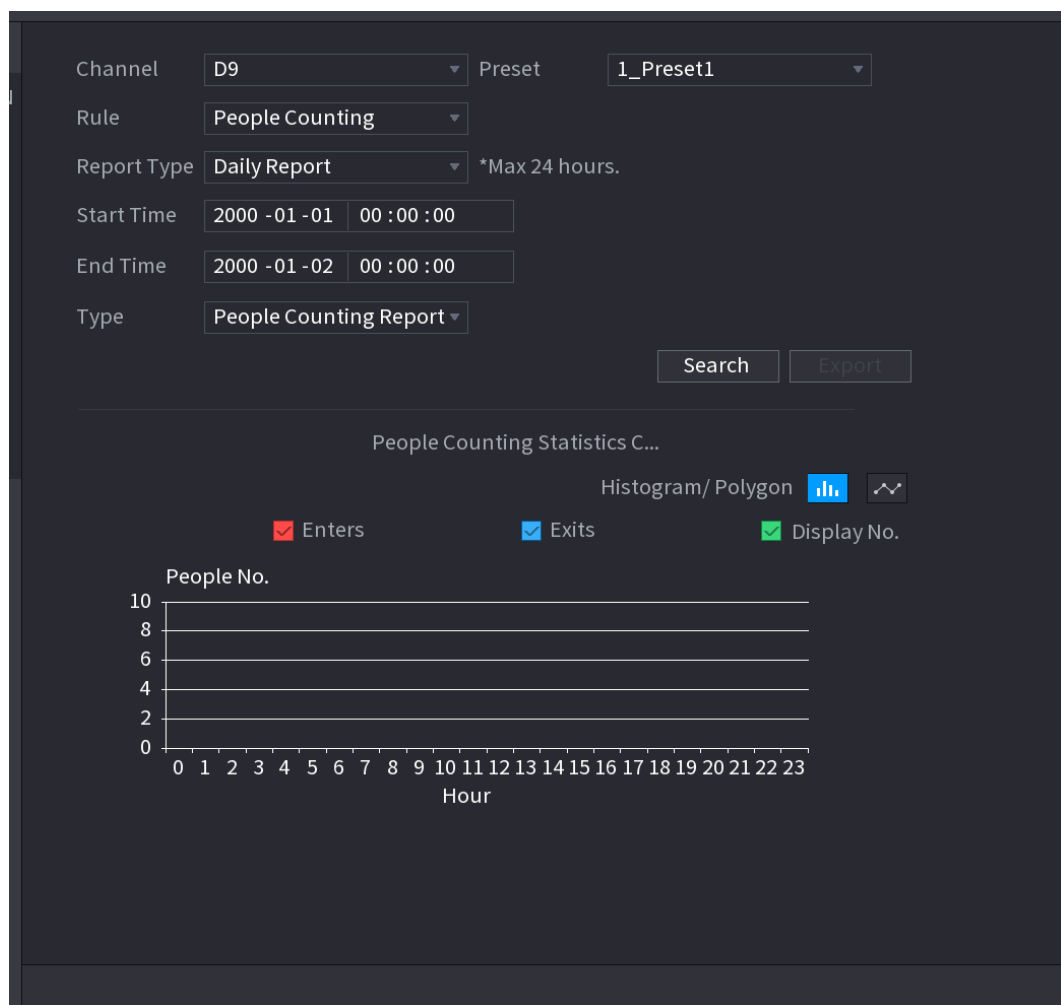 Channel D9 Preset 1_Preset1
Rule People Counting
Report Type Daily Report *Max 24 hours.
Start Time 2000 -01 -01 00 : 00 : 00
End Time 2000 -01 -02 00 : 00 : 00
Type People Counting Report
Search Export
People Counting Statistics C...
Histogram/ Polygon
Enters Exits Display No.
People No.
10
8
6
4
2
0
0 1 2 3 4 5 6 7 8 9 10 11 12 13 14 15 16 17 18 19 20 21 22 23
Hour